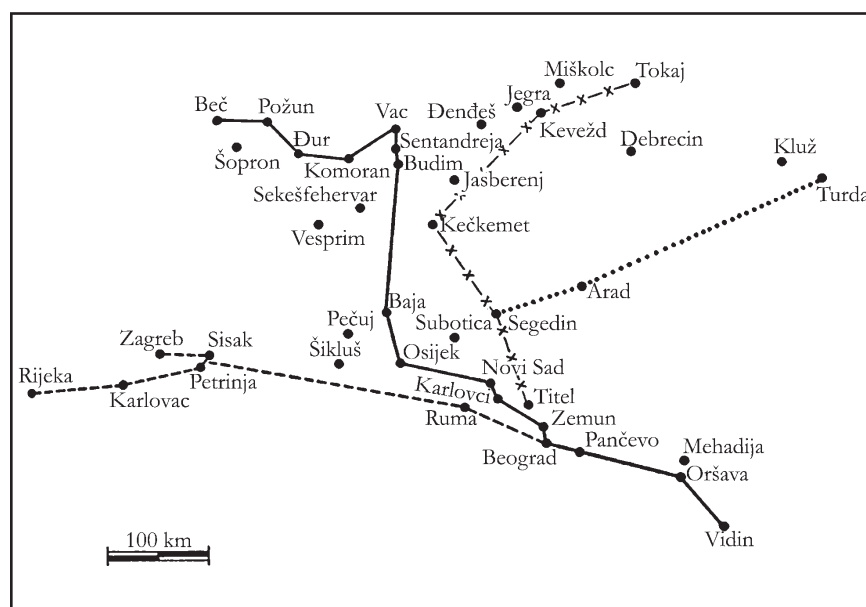 Miškolc
Tokaj
Jegra
Beč
Požun
Vac
Đenđeš
Kevežd
Đur
Sentandreja
Debrecin
Kluž
Šopron
Komoran
Budim
Jasberenj
Turda
Sekešfehervar
Vesprim
Kečkemet
Arad
Baja
Pečuj
Subotica
Segedin
Zagreb
Sisak
Šikluš
Osijek
Novi Sad
Rijeka
Petrinja
Karlovac
Karlovci
Titel
Ruma
Zemun
Beograd
Pančevo
Mehadija
Oršava
Vidin
100 km